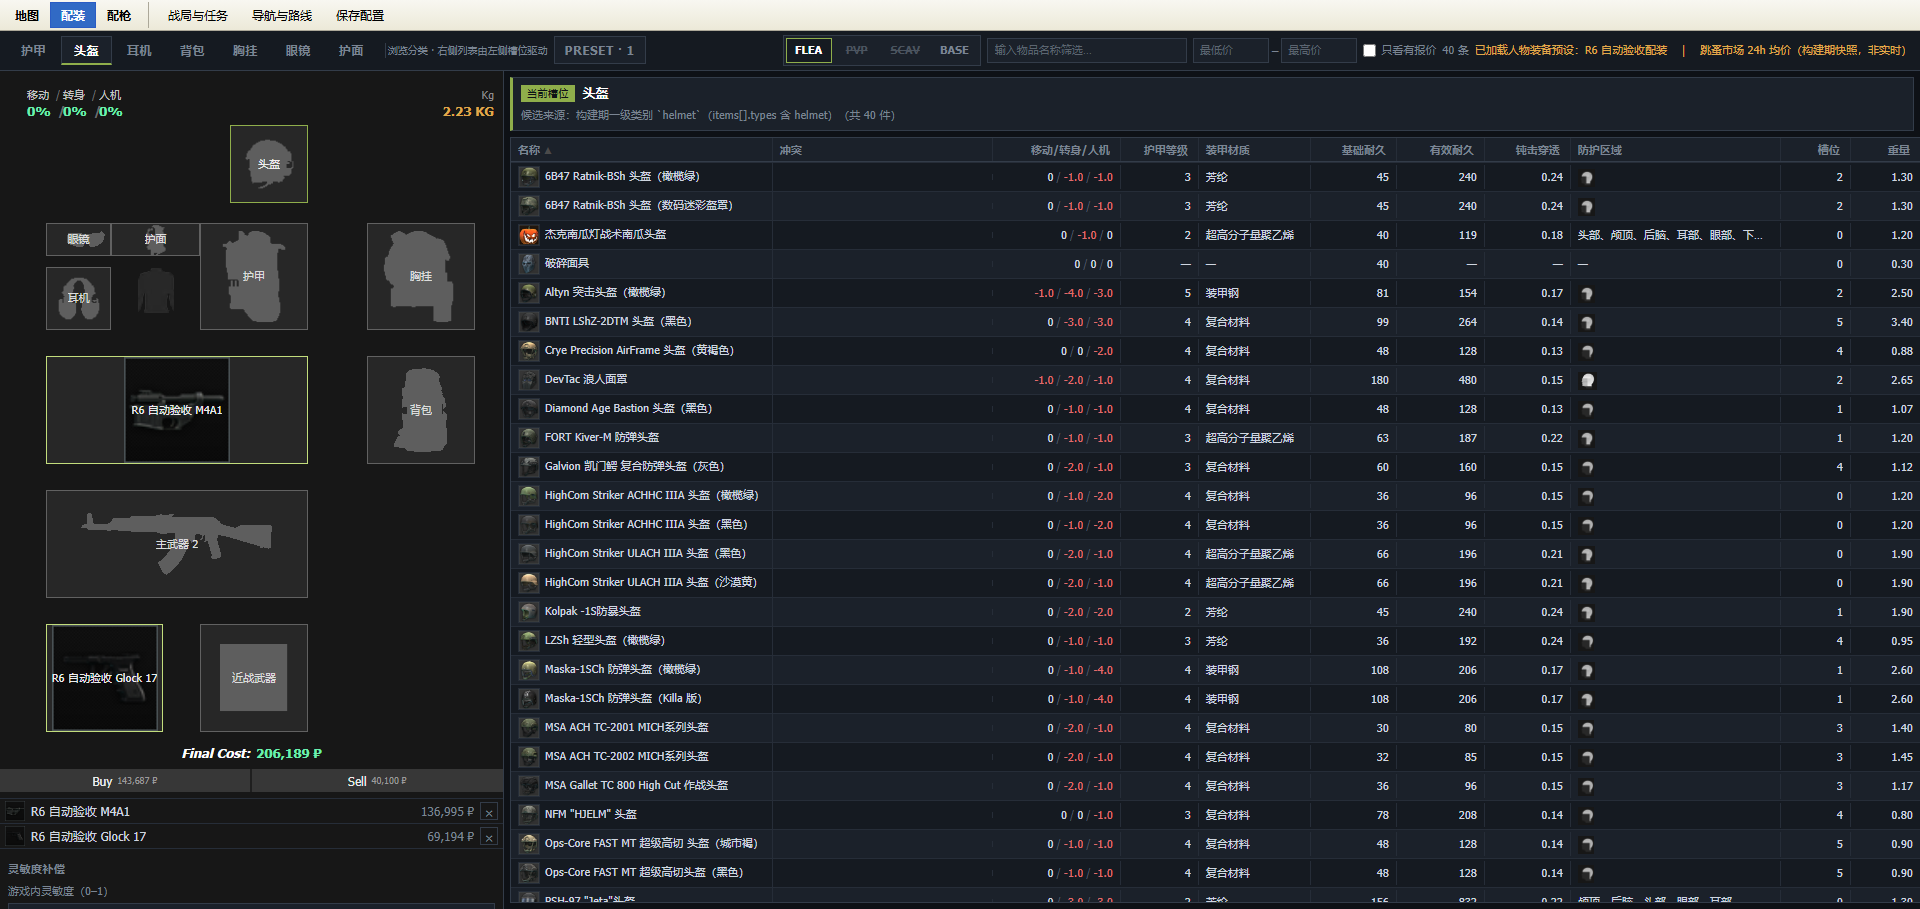 地图 配装 配枪 战局与任务 导航与路线 保存配置
护甲 头盔 耳机 背包 胸挂 眼镜 护面 浏览分类 · 右侧列表由左侧槽位驱动 PRESET · 1 FLEA PVP SCAV BASE 输入物品名称筛选... 最低价 — 最高价 只看有报价 40 条 已加载人物装备预设：R6 自动验收配装 | 跳蚤市场 24h 均价（构建期快照，非实时）
移动 / 转身 / 人机 Kg
0% /0% /0% 2.23 KG
头盔
眼镜 护面 护甲 胸挂
耳机
R6 自动验收 M4A1 背包
主武器 2
R6 自动验收 Glock 17 近战武器
Final Cost: 206,189 ₽
Buy 143,687 ₽ Sell 40,100 ₽
R6 自动验收 M4A1 136,995 ₽ ×
R6 自动验收 Glock 17 69,194 ₽ ×
灵敏度补偿
游戏内灵敏度（0–1）
当前槽位 头盔
候选来源：构建期一级类别 `helmet`（items[].types 含 helmet）（共 40 件）
名称 ▲ 冲突 移动/转身/人机 护甲等级 装甲材质 基础耐久 有效耐久 钝击穿透 防护区域 槽位 重量
6B47 Ratnik-BSh 头盔（橄榄绿） 0 / -1.0 / -1.0 3 芳纶 45 240 0.24 2 1.30
6B47 Ratnik-BSh 头盔（数码迷彩盔罩） 0 / -1.0 / -1.0 3 芳纶 45 240 0.24 2 1.30
杰克南瓜灯战术南瓜头盔 0 / -1.0 / 0 2 超高分子量聚乙烯 40 119 0.18 头部、颅顶、后脑、耳部、眼部、下... 0 1.20
破碎面具 0 / 0 / 0 — — 40 — — — 0 0.30
Altyn 突击头盔（橄榄绿） -1.0 / -4.0 / -3.0 5 装甲钢 81 154 0.17 2 2.50
BNTI LShZ-2DTM 头盔（黑色） 0 / -3.0 / -3.0 4 复合材料 99 264 0.14 5 3.40
Crye Precision AirFrame 头盔（黄褐色） 0 / 0 / -2.0 4 复合材料 48 128 0.13 4 0.88
DevTac 浪人面罩 -1.0 / -2.0 / -1.0 4 复合材料 180 480 0.15 2 2.65
Diamond Age Bastion 头盔（黑色） 0 / -1.0 / -1.0 4 复合材料 48 128 0.13 1 1.07
FORT Kiver-M 防弹头盔 0 / -1.0 / -1.0 3 超高分子量聚乙烯 63 187 0.22 1 1.20
Galvion 凯门鳄 复合防弹头盔（灰色） 0 / -2.0 / -1.0 3 复合材料 60 160 0.15 4 1.12
HighCom Striker ACHHC IIIA 头盔（橄榄绿） 0 / -1.0 / -2.0 4 复合材料 36 96 0.15 0 1.20
HighCom Striker ACHHC IIIA 头盔（黑色） 0 / -1.0 / -2.0 4 复合材料 36 96 0.15 0 1.20
HighCom Striker ULACH IIIA 头盔（黑色） 0 / -2.0 / -1.0 4 超高分子量聚乙烯 66 196 0.21 0 1.90
HighCom Striker ULACH IIIA 头盔（沙漠黄） 0 / -2.0 / -1.0 4 超高分子量聚乙烯 66 196 0.21 0 1.90
Kolpak -1S防暴头盔 0 / -2.0 / -2.0 2 芳纶 45 240 0.24 1 1.90
LZSh 轻型头盔（橄榄绿） 0 / -1.0 / -1.0 3 芳纶 36 192 0.24 4 0.95
Maska-1SCh 防弹头盔（橄榄绿） 0 / -1.0 / -4.0 4 装甲钢 108 206 0.17 1 2.60
Maska-1SCh 防弹头盔（Killa 版） 0 / -1.0 / -4.0 4 装甲钢 108 206 0.17 1 2.60
MSA ACH TC-2001 MICH系列头盔 0 / -2.0 / -1.0 4 复合材料 30 80 0.15 3 1.40
MSA ACH TC-2002 MICH系列头盔 0 / -2.0 / -1.0 4 复合材料 32 85 0.15 3 1.45
MSA Gallet TC 800 High Cut 作战头盔 0 / -2.0 / -1.0 4 复合材料 36 96 0.15 3 1.17
NFM "HJELM" 头盔 0 / 0 / -1.0 3 复合材料 78 208 0.14 4 0.80
Ops-Core FAST MT 超级高切 头盔（城市褐） 0 / -1.0 / -1.0 4 复合材料 48 128 0.14 5 0.90
Ops-Core FAST MT 超级高切头盔（黑色） 0 / -1.0 / -1.0 4 复合材料 48 128 0.14 5 0.90
PSH-97 "Jeta"头盔 0 / -3.0 / -3.0 2 芳纶 156 832 0.22 颅顶、后脑、头部、眼部、耳部 0 1.30